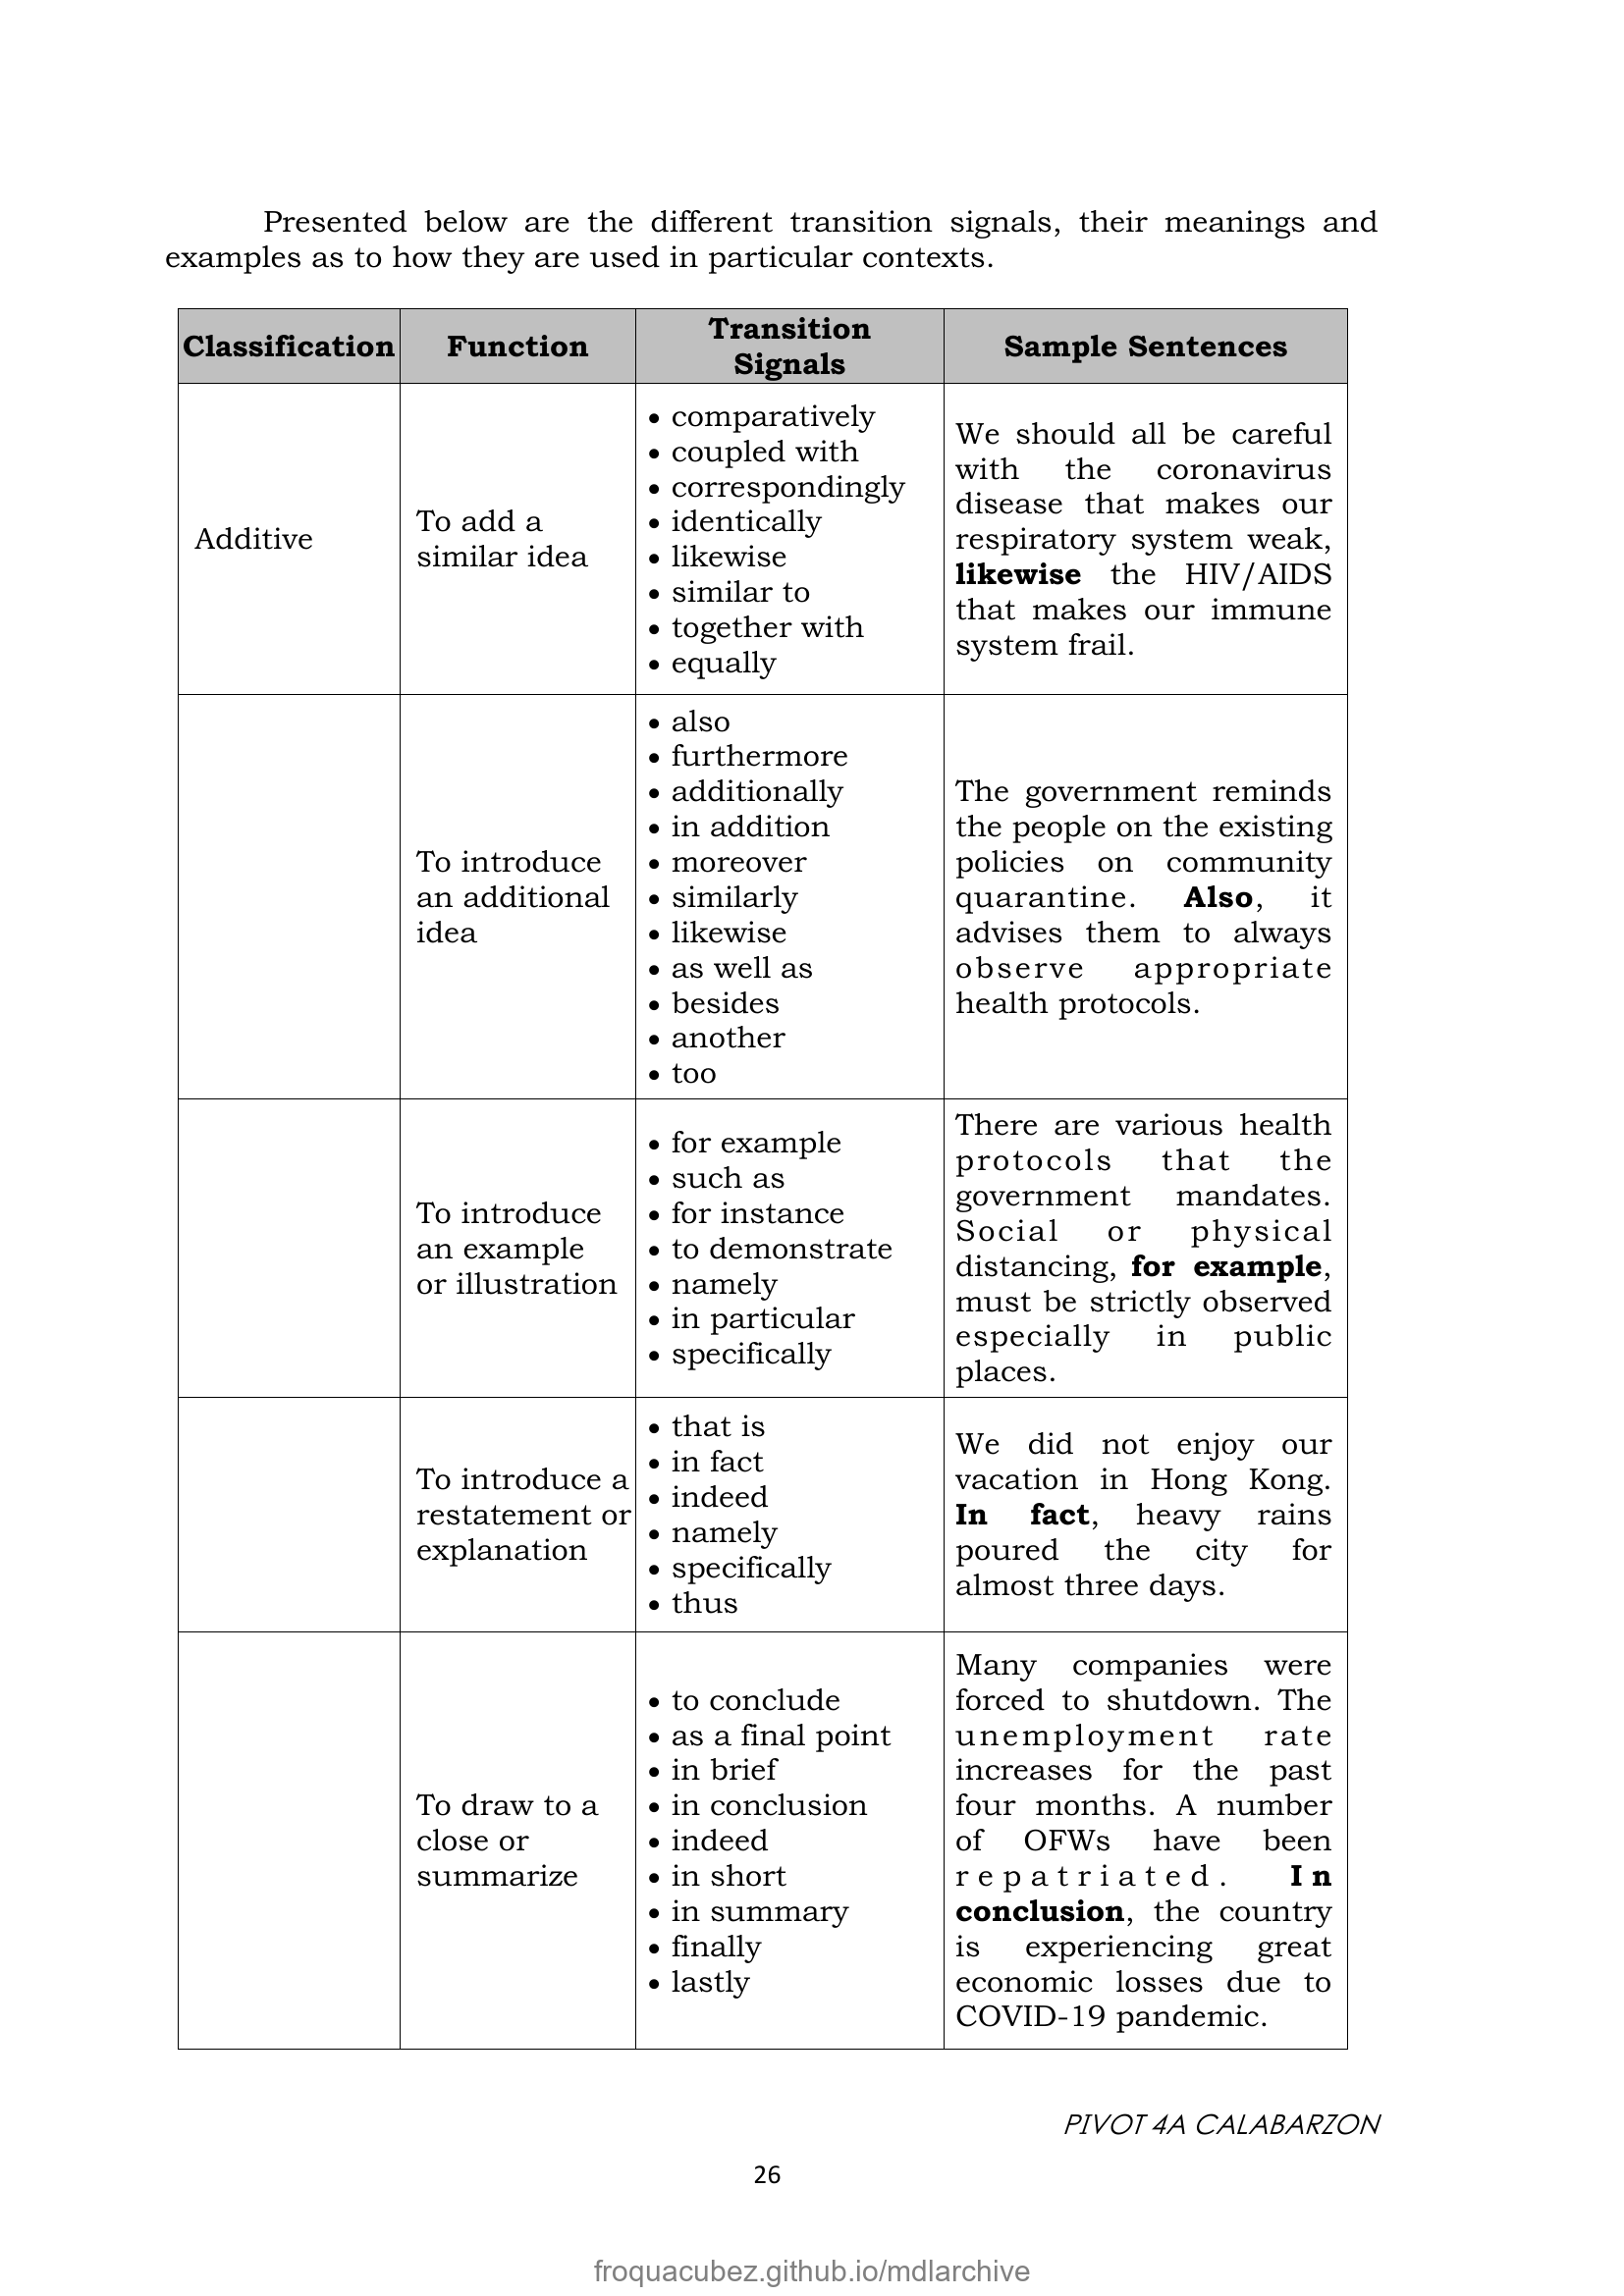 Presented below are the different transition signals, their meanings and
examples as to how they are used in particular contexts.
Classification
Function
Transition
Signals
Sample Sentences
Additive
To add a
similar idea
• comparatively
• coupled with
• correspondingly
• identically
• likewise
• similar to
• together with
• equally
We should all be careful
with the coronavirus
disease that makes our
respiratory system weak,
likewise the HIV/AIDS
that makes our immune
system frail.
To introduce
an additional
idea
• also
• furthermore
• additionally
• in addition
• moreover
• similarly
• likewise
• as well as
• besides
• another
• too
The government reminds
the people on the existing
policies on community
quarantine. Also, it
advises them to always
observe appropriate
health protocols.
To introduce
an example
or illustration
• for example
• such as
• for instance
• to demonstrate
• namely
• in particular
• specifically
There are various health
protocols that the
government mandates.
Social or physical
distancing, for example,
must be strictly observed
especially in public
places.
To introduce a
restatement or
explanation
• that is
• in fact
• indeed
• namely
• specifically
• thus
We did not enjoy our
vacation in Hong Kong.
In fact, heavy rains
poured the city for
almost three days.
To draw to a
close or
summarize
• to conclude
• as a final point
• in brief
• in conclusion
• indeed
• in short
• in summary
• finally
• lastly
Many companies were
forced to shutdown. The
unemployment rate
increases for the past
four months. A number
of OFWs have been
repatriated. In
conclusion, the country
is experiencing great
economic losses due to
COVID-19 pandemic.
PIVOT 4A CALABARZON
26
froquacubez.github.io/mdlarchive